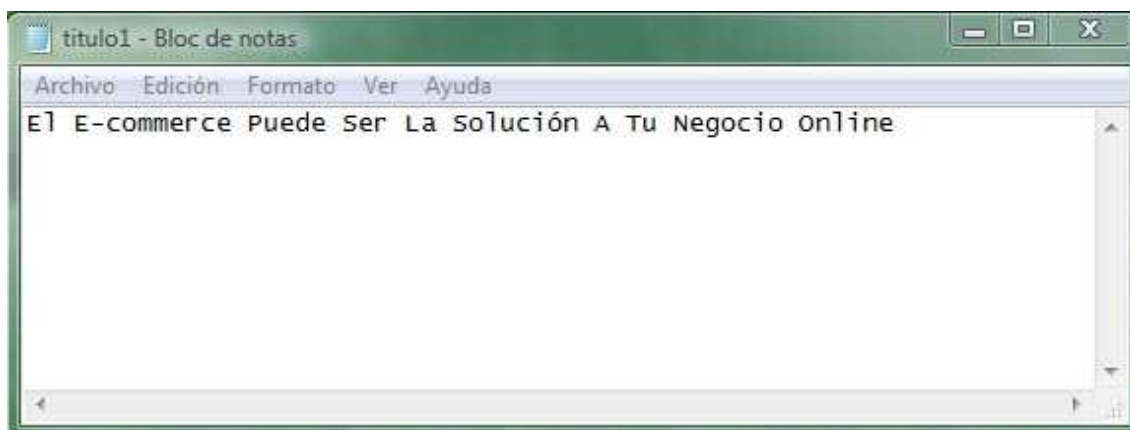 titulo1 - Bloc de notas
Archivo Edición Formato Ver Ayuda
El E-commerce Puede Ser La Solución A Tu Negocio Online